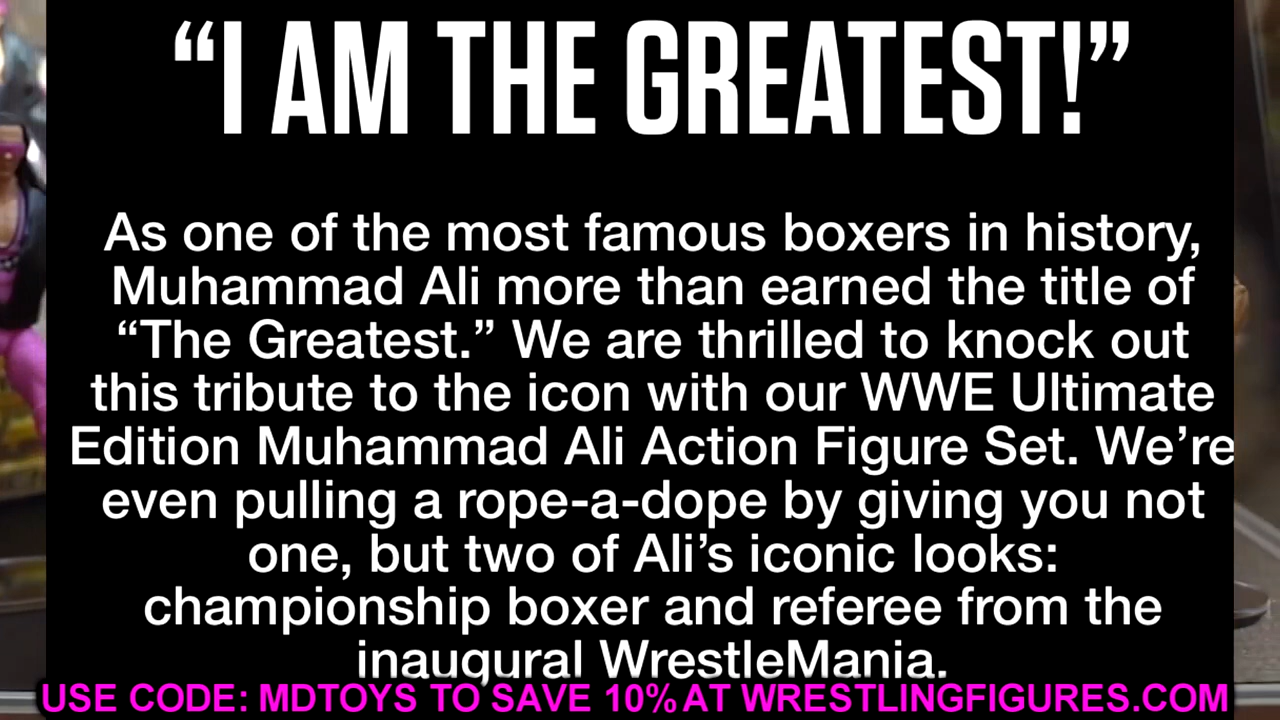 “I AM THE GREATEST!”
As one of the most famous boxers in history,
Muhammad Ali more than earned the title of
“The Greatest.” We are thrilled to knock out
this tribute to the icon with our WWE Ultimate
Edition Muhammad Ali Action Figure Set. We’re
even pulling a rope-a-dope by giving you not
one, but two of Ali’s iconic looks:
championship boxer and referee from the
inaugural WrestleMania.
USE CODE: MDTOYS TO SAVE 10% AT WRESTLINGFIGURES.COM